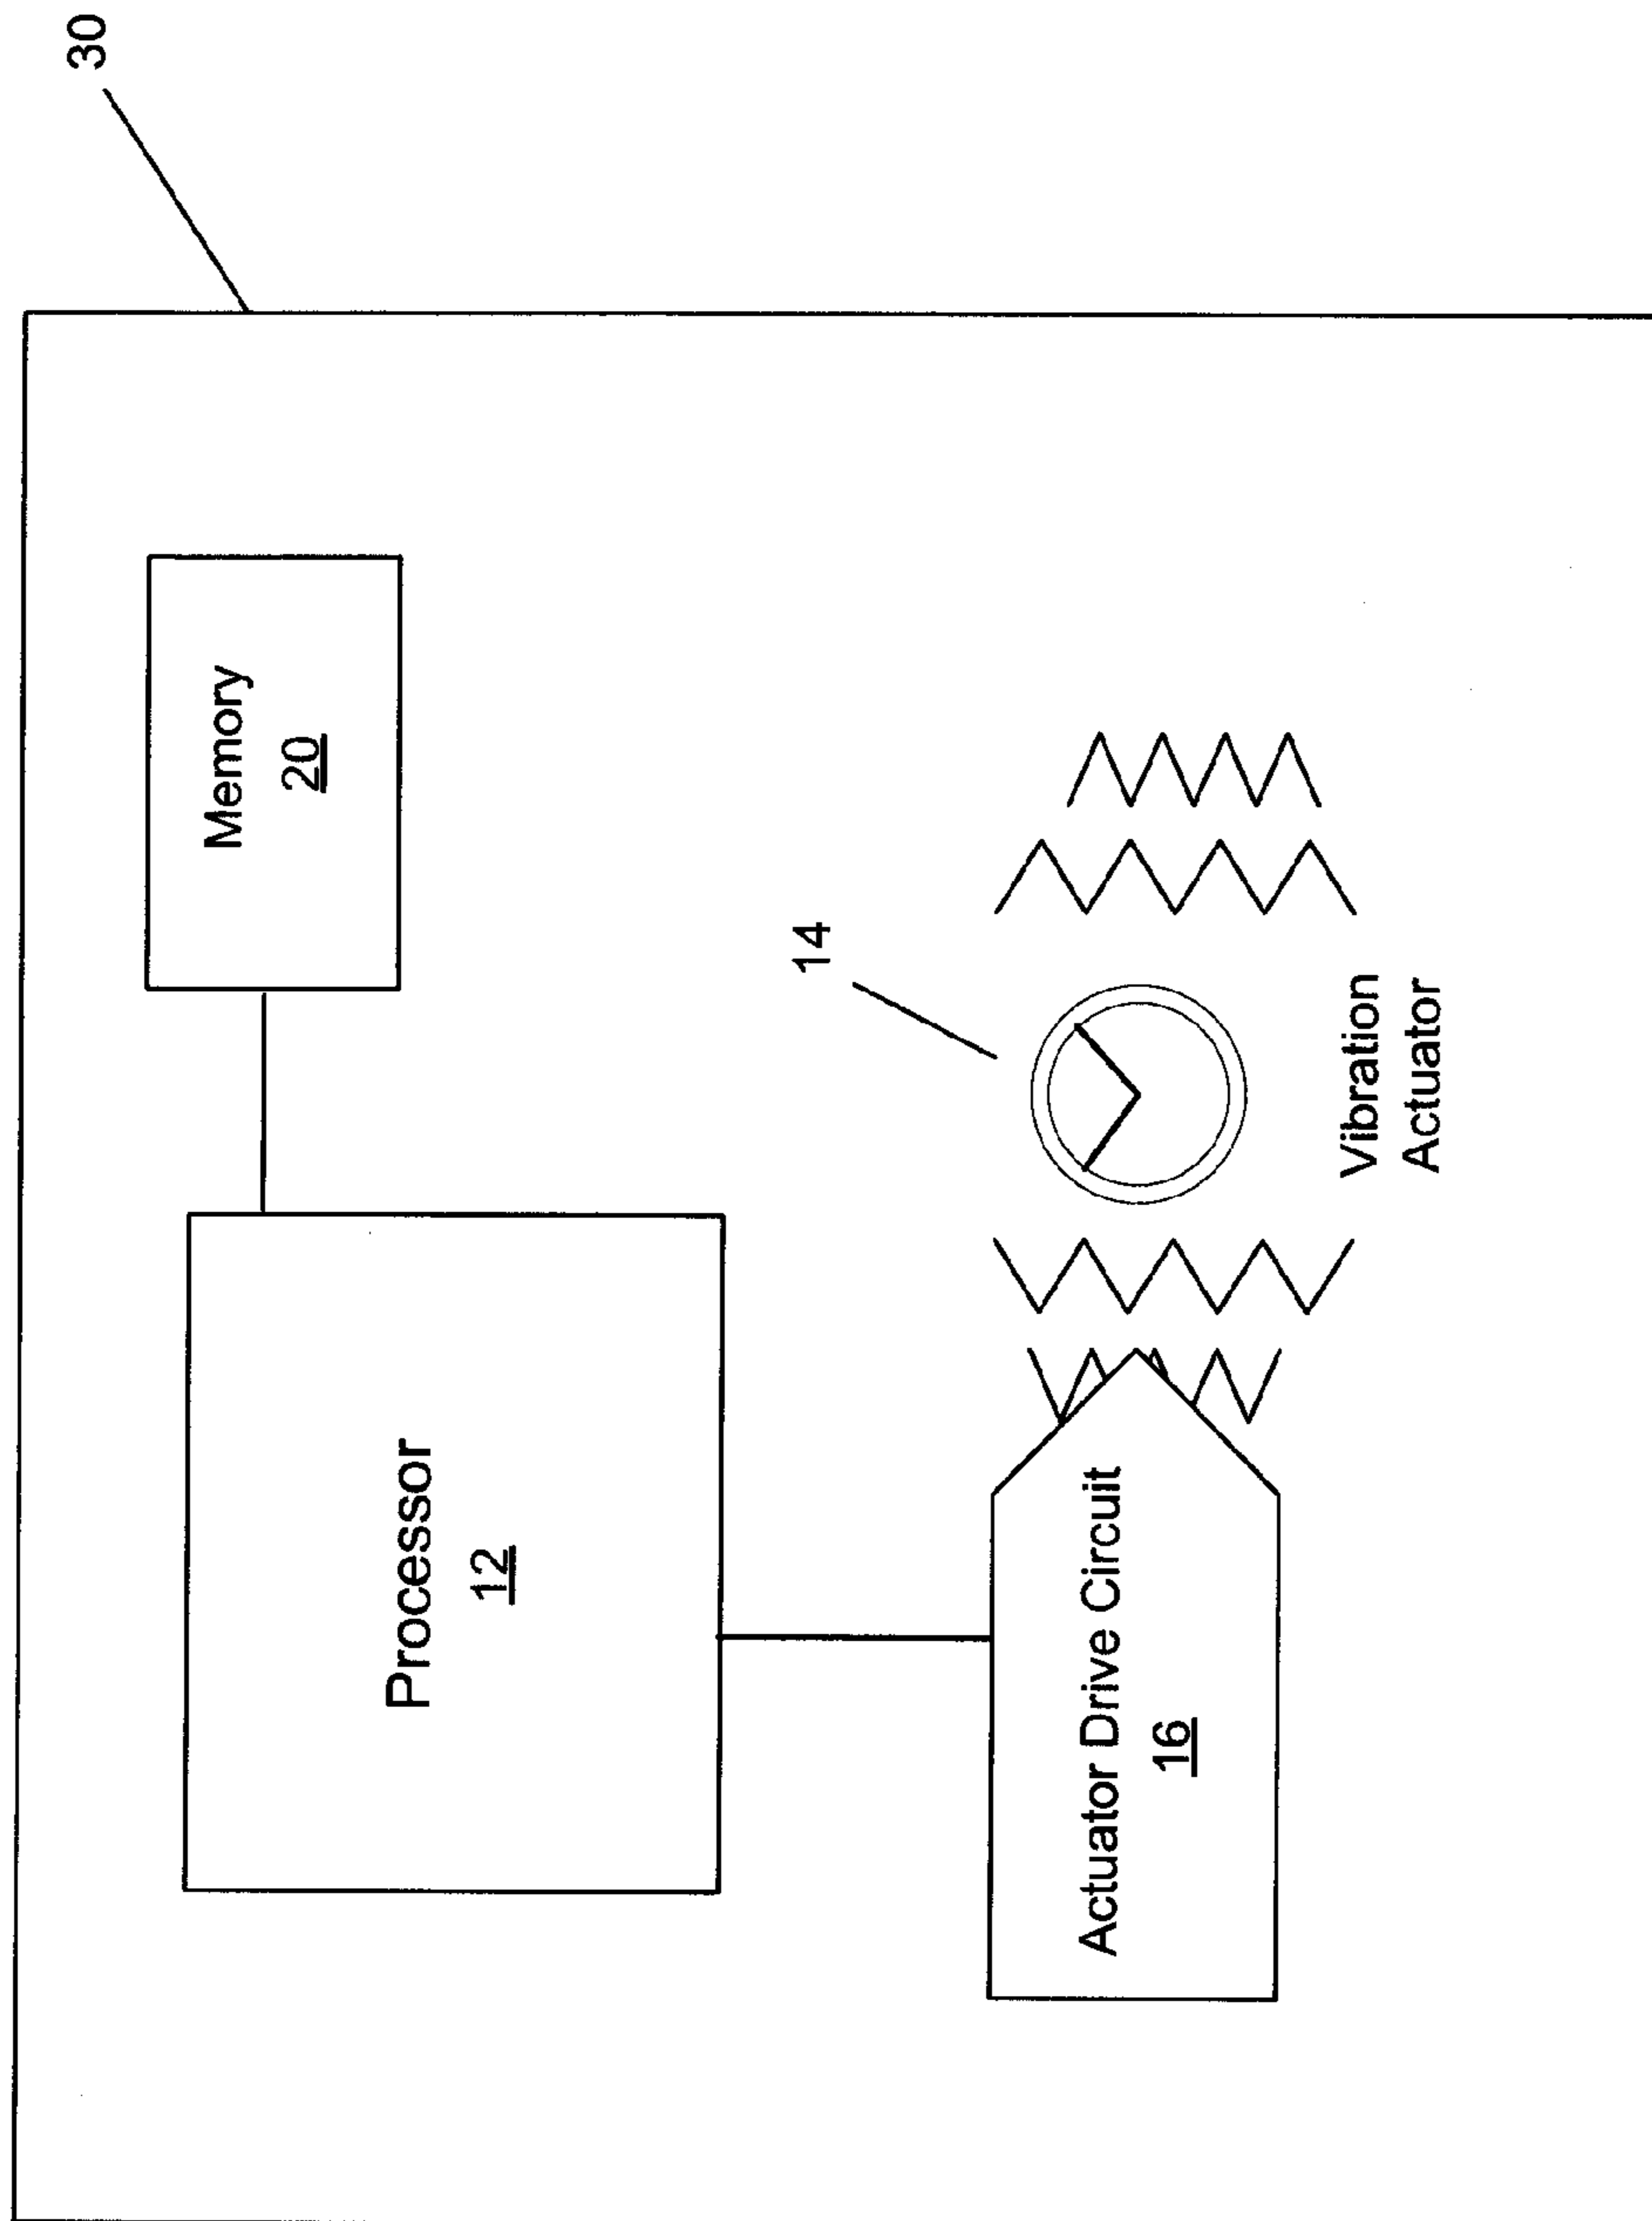 30
Memory
20
Processor
12
14
Vibration
Actuator
Actuator Drive Circuit
16